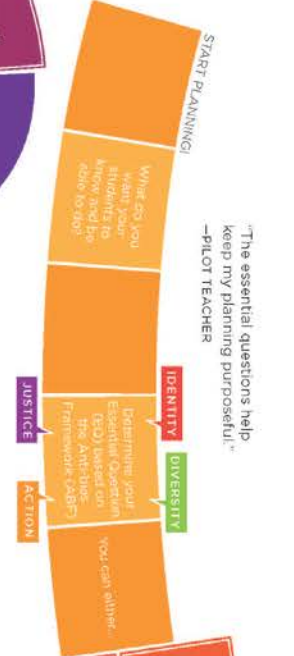 START PLANNING!
What do you
want your
students to
know and be
able to do?
"The essential questions help
keep my planning purposeful."
—PILOT TEACHER
IDENTITY
DIVERSITY
Determine your
Essential Question
(EQ) based on
the Anti-bias
Framework (ABF)
JUSTICE
ACTION
You can either...